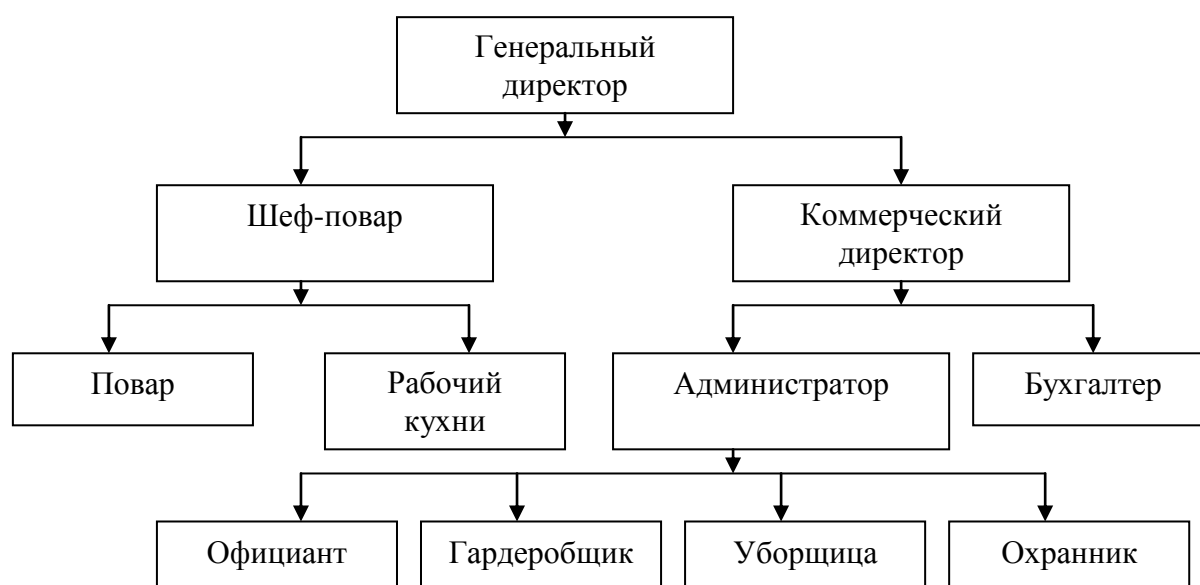 Генеральный
директор
Шеф-повар
Коммерческий
директор
Повар
Рабочий
кухни
Администратор
Бухгалтер
Официант
Гардеробщик
Уборщица
Охранник